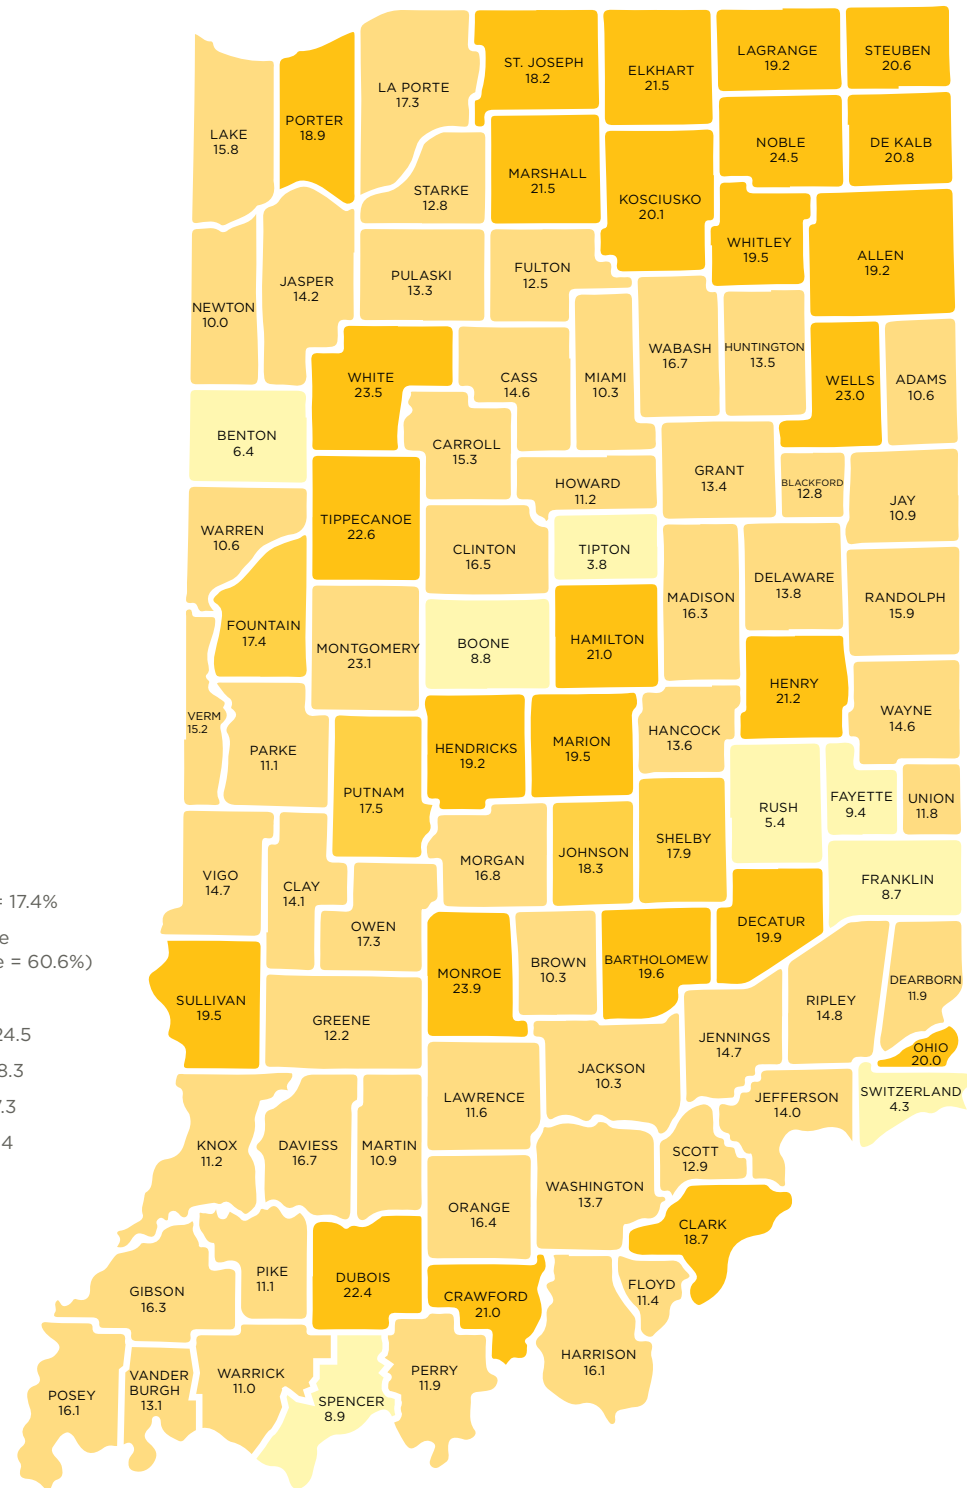 ST. JOSEPH
18.2
ELKHART
21.5
LAGRANGE
19.2
STEUBEN
20.6
LA PORTE
17.3
PORTER
18.9
LAKE
15.8
NOBLE
24.5
DE KALB
20.8
STARKE
12.8
MARSHALL
21.5
KOSCIUSKO
20.1
WHITLEY
19.5
ALLEN
19.2
NEWTON
10.0
JASPER
14.2
PULASKI
13.3
FULTON
12.5
WHITE
23.5
CASS
14.6
MIAMI
10.3
WABASH
16.7
HUNTINGTON
13.5
WELLS
23.0
ADAMS
10.6
BENTON
6.4
CARROLL
15.3
HOWARD
11.2
GRANT
13.4
BLACKFORD
12.8
JAY
10.9
WARREN
10.6
TIPPECANOE
22.6
CLINTON
16.5
TIPTON
3.8
MADISON
16.3
DELAWARE
13.8
RANDOLPH
15.9
FOUNTAIN
17.4
MONTGOMERY
23.1
BOONE
8.8
HAMILTON
21.0
HENRY
21.2
WAYNE
14.6
VERM
15.2
PARKE
11.1
PUTNAM
17.5
HENDRICKS
19.2
MARION
19.5
HANCOCK
13.6
RUSH
5.4
FAYETTE
9.4
UNION
11.8
VIGO
14.7
CLAY
14.1
OWEN
17.3
MORGAN
16.8
JOHNSON
18.3
SHELBY
17.9
FRANKLIN
8.7
DECATUR
19.9
= 17.4%
e = 60.6%)
24.5
8.3
7.3
.4
SULLIVAN
19.5
GREENE
12.2
MONROE
23.9
BROWN
10.3
BARTHOLOMEW
19.6
JENNINGS
14.7
RIPLEY
14.8
DEARBORN
11.9
OHIO
20.0
SWITZERLAND
4.3
KNOX
11.2
DAVIESS
16.7
MARTIN
10.9
LAWRENCE
11.6
JACKSON
10.3
JEFFERSON
14.0
SCOTT
12.9
ORANGE
16.4
WASHINGTON
13.7
CLARK
18.7
GIBSON
16.3
PIKE
11.1
DUBOIS
22.4
CRAWFORD
21.0
FLOYD
11.4
HARRISON
16.1
POSEY
16.1
VANDER
BURGH
13.1
WARRICK
11.0
SPENCER
8.9
PERRY
11.9